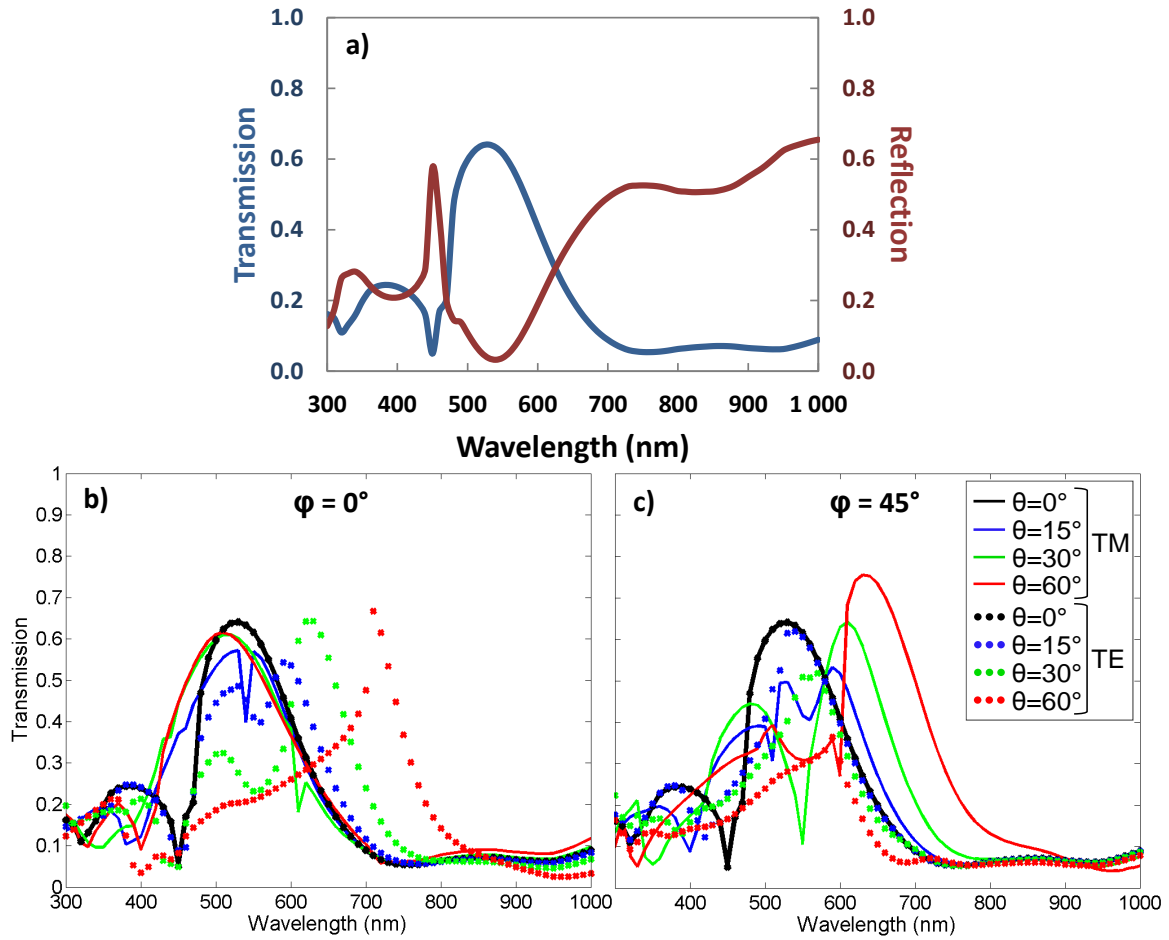 a)
1.0
0.8
0.6
0.4
0.2
0.0
Transmission
1.0
0.8
0.6
0.4
0.2
0.0
Reflection
300 400 500 600 700 800 900 1 000
Wavelength (nm)
b)
φ = 0°
1
0.9
0.8
0.7
0.6
0.5
0.4
0.3
0.2
0.1
0
Transmission
300 400 500 600 700 800 900 1000
Wavelength (nm)
c)
φ = 45°
θ=0°
θ=15°
θ=30°
θ=60°
TM
θ=0°
θ=15°
θ=30°
θ=60°
TE
400 500 600 700 800 900 1000
Wavelength (nm)